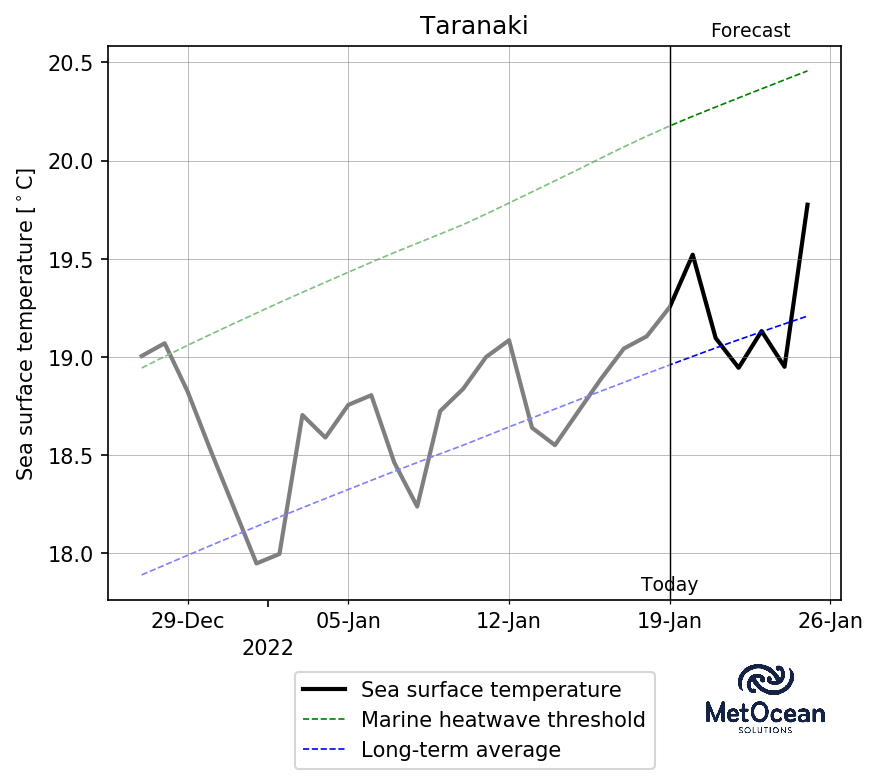 Taranaki
Forecast
Sea surface temperature [°C]
20.5
20.0
19.5
19.0
18.5
18.0
Today
29-Dec
05-Jan
12-Jan
19-Jan
26-Jan
2022
Sea surface temperature
Marine heatwave threshold
Long-term average
MetOcean
SOLUTIONS